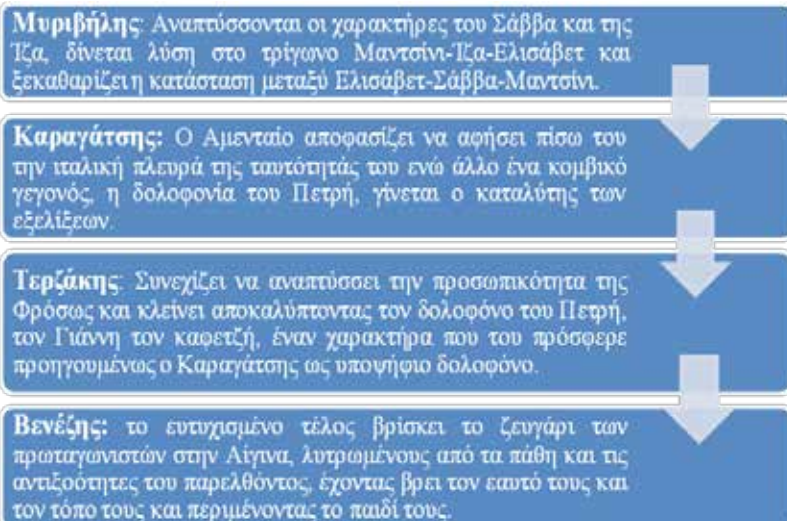 Μυριβήλης: Αναπτύσσονται οι χαρακτήρες του Σάββα και της
Ίζα, δίνεται λύση στο τρίγωνο Μαντσίνι-Ίζα-Ελισάβετ και
ξεκαθαρίζει η κατάσταση μεταξύ Ελισάβετ-Σάββα-Μαντσίνι.
Καραγάτσης: Ο Αμενταίο αποφασίζει να αφήσει πίσω του
την ιταλική πλευρά της ταυτότητάς του ενώ άλλο ένα κομβικό
γεγονός, η δολοφονία του Πετρή, γίνεται ο καταλύτης των
εξελίξεων.
Τερζάκης: Συνεχίζει να αναπτύσσει την προσωπικότητα της
Φρόσως και κλείνει αποκαλύπτοντας τον δολοφόνο του Πετρή,
τον Γιάννη τον καφετζή, έναν χαρακτήρα που του πρόσφερε
προηγουμένως ο Καραγάτσης ως υποψήφιο δολοφόνο.
Βενέζης: το ευτυχισμένο τέλος βρίσκει το ζευγάρι των
πρωταγωνιστών στην Αίγινα, λυτρωμένους από τα πάθη και τις
αντιξοότητες του παρελθόντος, έχοντας βρει τον εαυτό τους και
τον τόπο τους και περιμένοντας το παιδί τους.